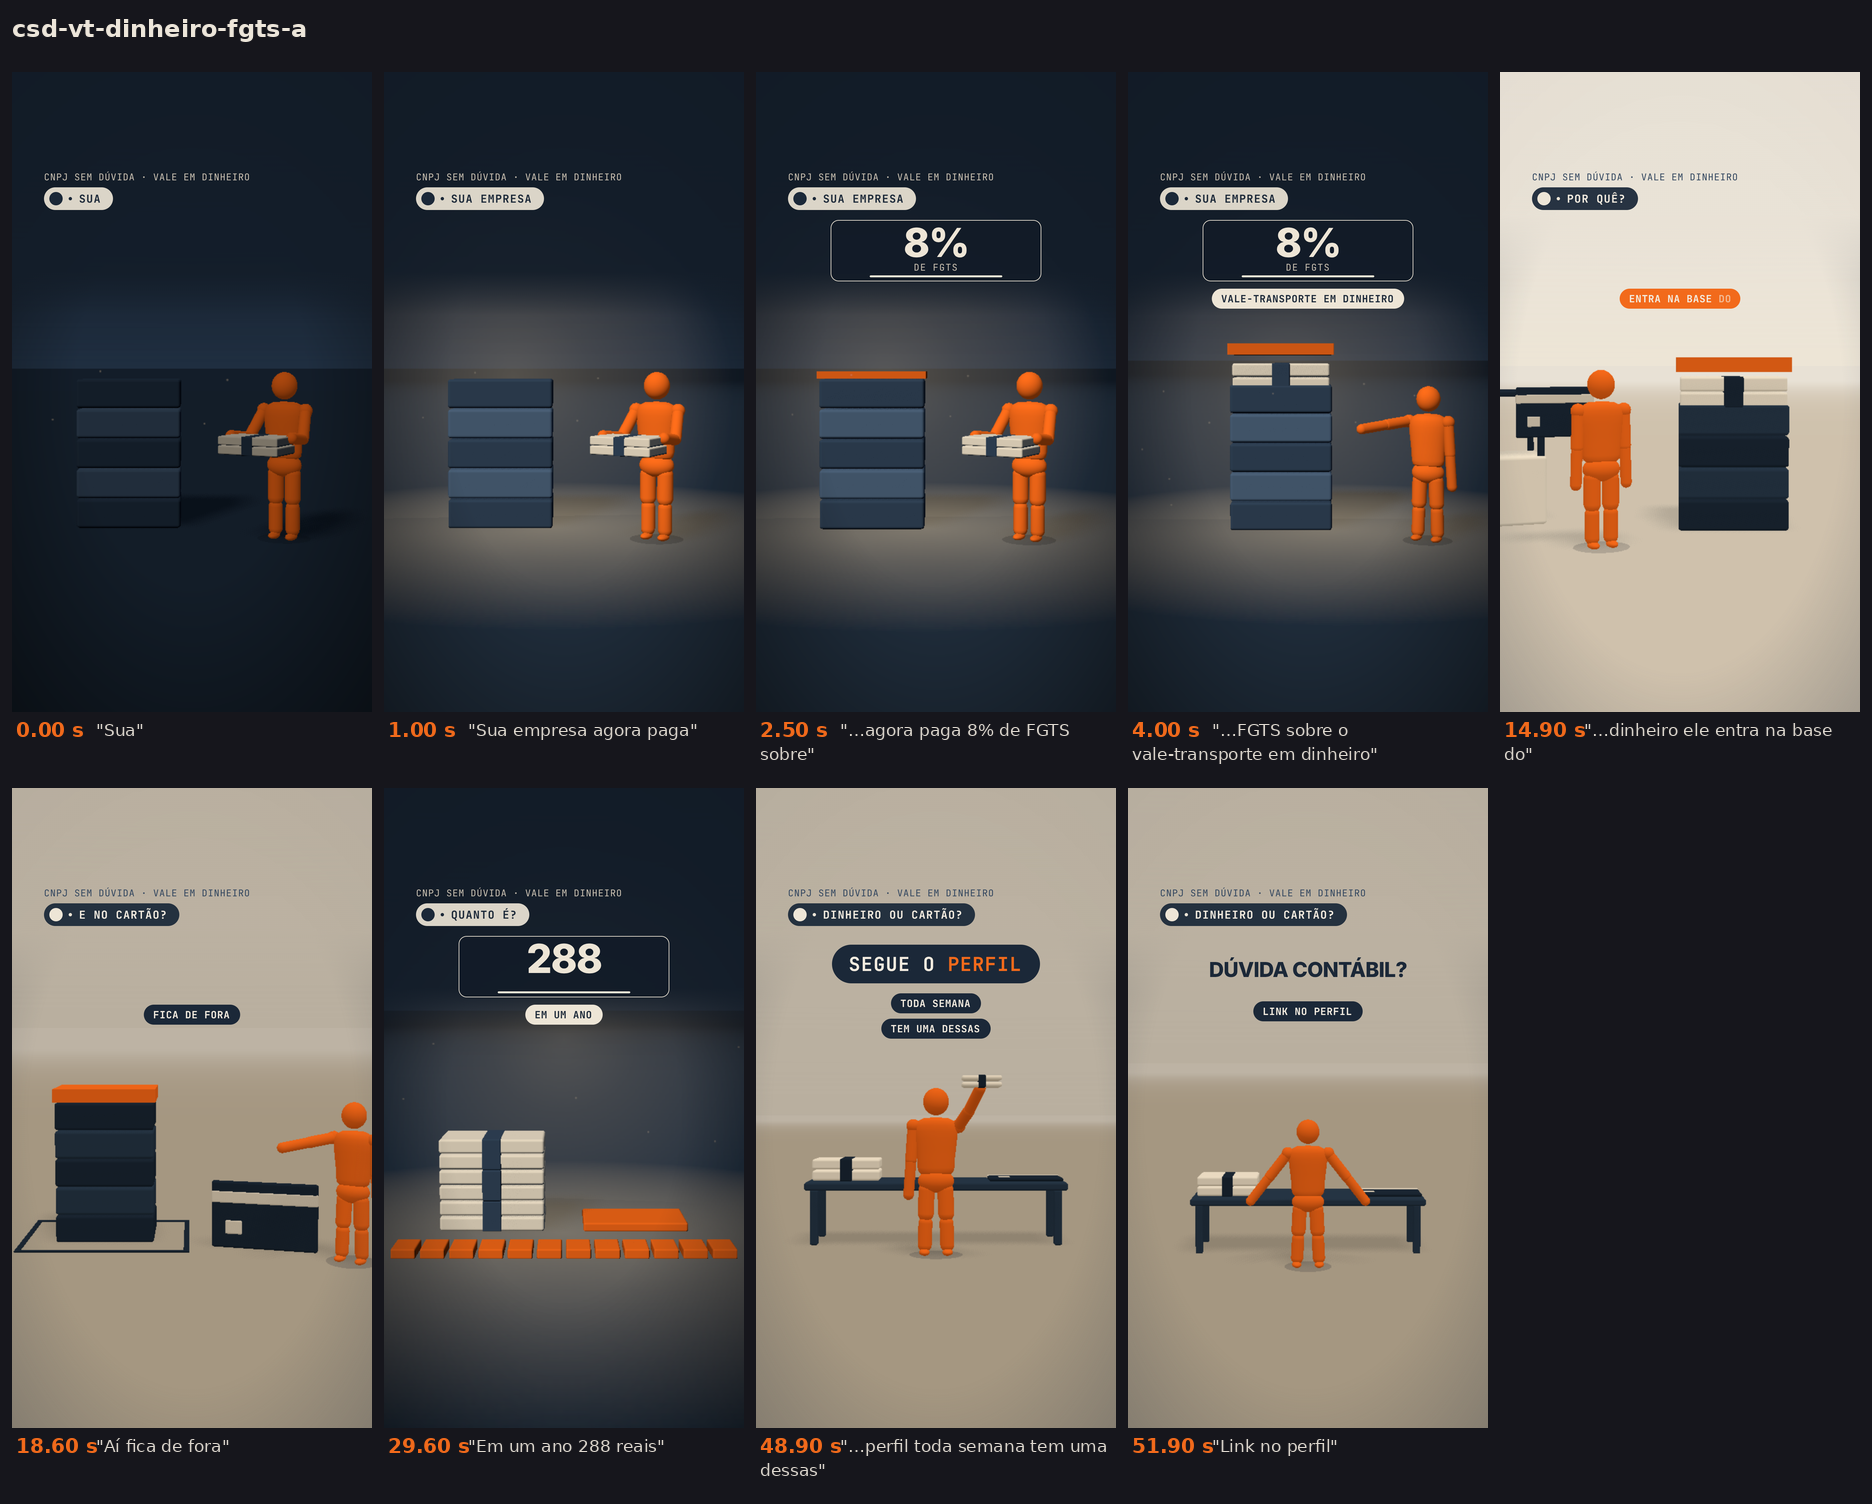 csd-vt-dinheiro-fgts-a
CNPJ SEM DÚVIDA · VALE EM DINHEIRO
• SUA
0.00 s "Sua"
CNPJ SEM DÚVIDA · VALE EM DINHEIRO
• SUA EMPRESA
1.00 s "Sua empresa agora paga"
CNPJ SEM DÚVIDA · VALE EM DINHEIRO
• SUA EMPRESA
8%
DE FGTS
2.50 s "...agora paga 8% de FGTS
sobre"
CNPJ SEM DÚVIDA · VALE EM DINHEIRO
• SUA EMPRESA
8%
DE FGTS
VALE-TRANSPORTE EM DINHEIRO
4.00 s "...FGTS sobre o
vale-transporte em dinheiro"
CNPJ SEM DÚVIDA · VALE EM DINHEIRO
• POR QUÊ?
ENTRA NA BASE DO
14.90 s "...dinheiro ele entra na base
do"
CNPJ SEM DÚVIDA · VALE EM DINHEIRO
• E NO CARTÃO?
FICA DE FORA
18.60 s "Aí fica de fora"
CNPJ SEM DÚVIDA · VALE EM DINHEIRO
• QUANTO É?
288
EM UM ANO
29.60 s "Em um ano 288 reais"
CNPJ SEM DÚVIDA · VALE EM DINHEIRO
• DINHEIRO OU CARTÃO?
SEGUE O PERFIL
TODA SEMANA
TEM UMA DESSAS
48.90 s "...perfil toda semana tem uma
dessas"
CNPJ SEM DÚVIDA · VALE EM DINHEIRO
• DINHEIRO OU CARTÃO?
DÚVIDA CONTÁBIL?
LINK NO PERFIL
51.90 s "Link no perfil"